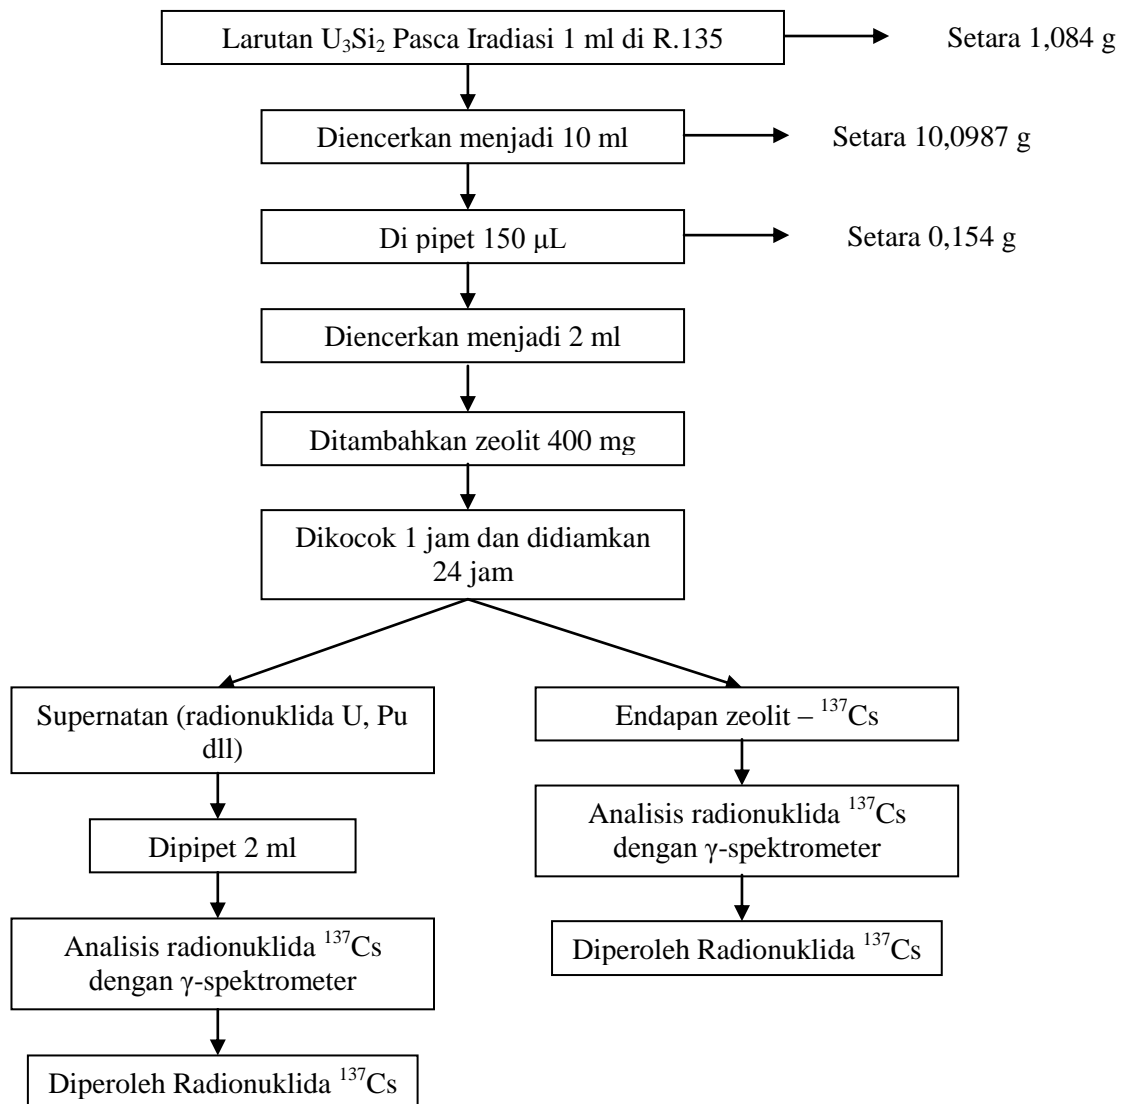 Larutan U₃Si₂ Pasca Iradiasi 1 ml di R.135
Setara 1,084 g
Diencerkan menjadi 10 ml
Setara 10,0987 g
Di pipet 150 μL
Setara 0,154 g
Diencerkan menjadi 2 ml
Ditambahkan zeolit 400 mg
Dikocok 1 jam dan didiamkan
24 jam
Supernatan (radionuklida U, Pu
dll)
Dipipet 2 ml
Analisis radionuklida ¹³⁷Cs
dengan γ-spektrometer
Diperoleh Radionuklida ¹³⁷Cs
Endapan zeolit – ¹³⁷Cs
Analisis radionuklida ¹³⁷Cs
dengan γ-spektrometer
Diperoleh Radionuklida ¹³⁷Cs